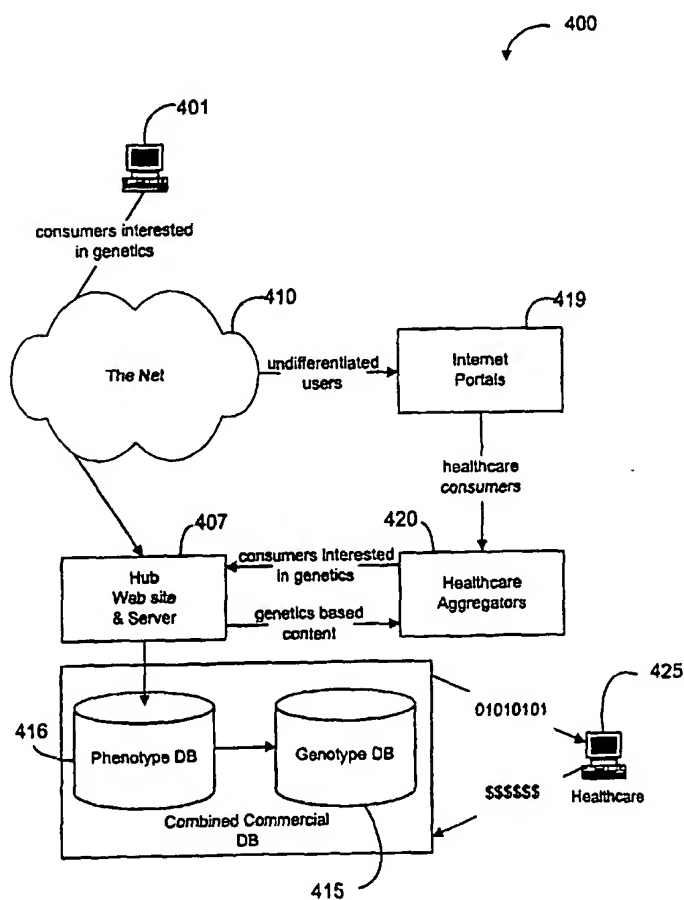 400
401
consumers interested
in genetics
410
The Net
undifferentiated
users
419
Internet
Portals
healthcare
consumers
407
Hub
Web site
& Server
consumers interested
in genetics
genetics based
content
420
Healthcare
Aggregators
416
Phenotype DB
Genotype DB
Combined Commercial
DB
415
01010101
$$$$$$
425
Healthcare